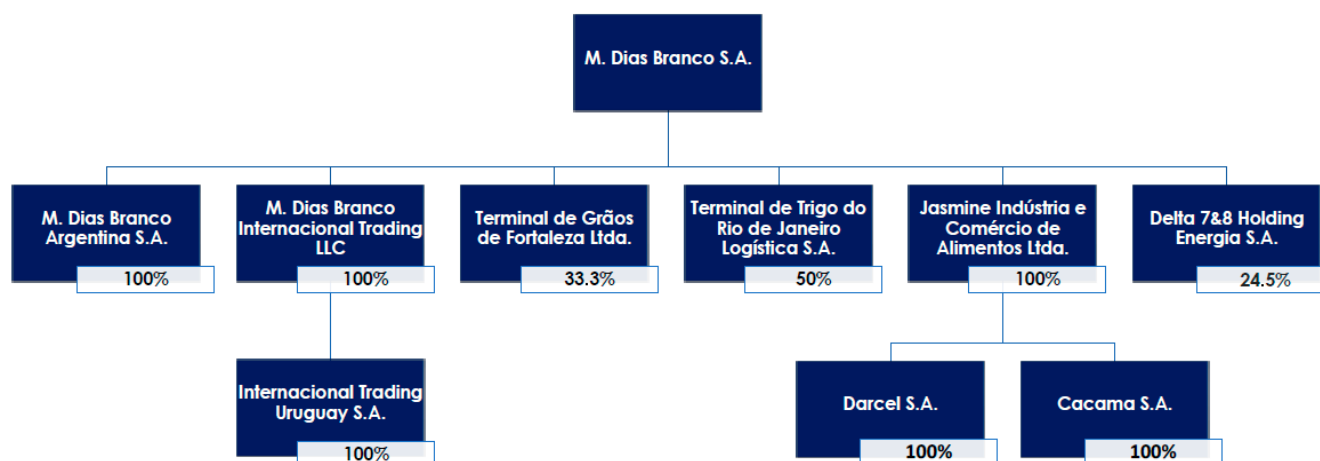 M. Dias Branco S.A.
M. Dias Branco
Argentina S.A.
100%
M. Dias Branco
Internacional Trading
LLC
100%
Terminal de Grãos
de Fortaleza Ltda.
33.3%
Terminal de Trigo do
Rio de Janeiro
Logística S.A.
50%
Jasmine Indústria e
Comércio de
Alimentos Ltda.
100%
Delta 7&8 Holding
Energia S.A.
24.5%
Internacional Trading
Uruguay S.A.
100%
Darcel S.A.
100%
Cacama S.A.
100%